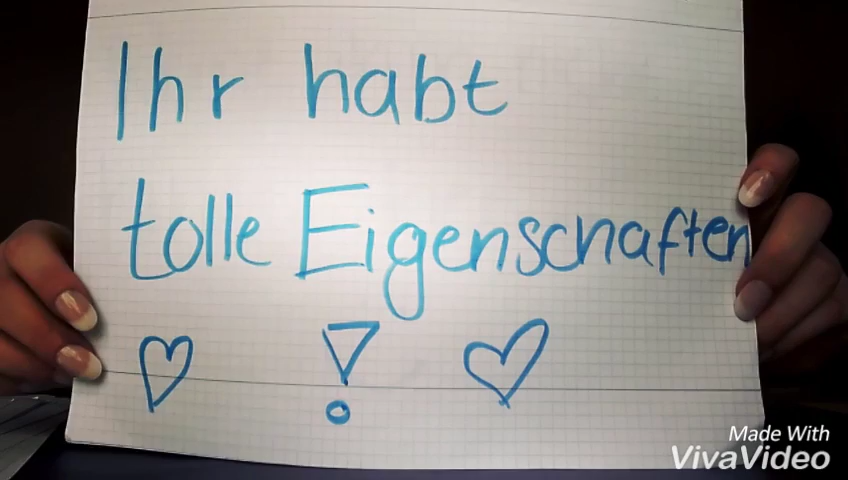 Ihr habt
tolle Eigenschaften
♡ ! ♡
Made With
VivaVideo